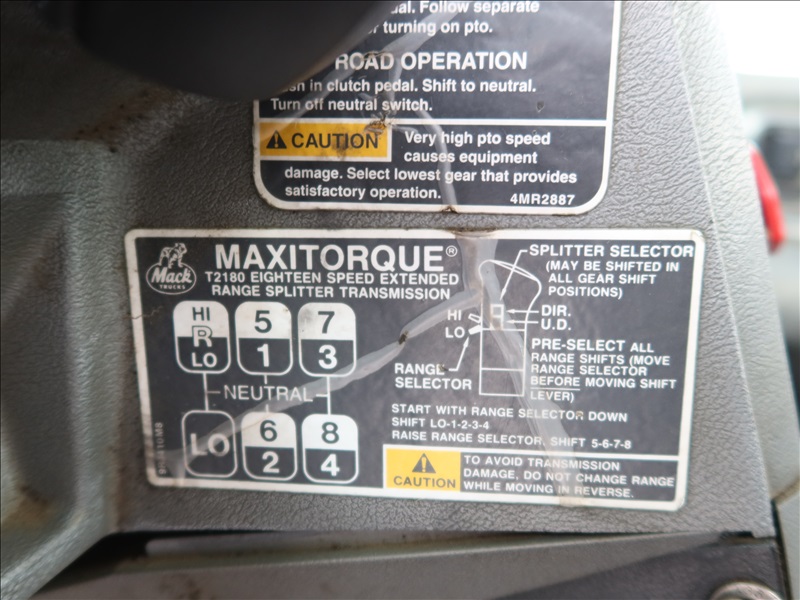 ual. Follow separate
turning on pto.
ROAD OPERATION
in clutch pedal. Shift to neutral.
Turn off neutral switch.
CAUTION
Very high pto speed
causes equipment
damage. Select lowest gear that provides
satisfactory operation.
4MR2887
Mack
TRUCKS
MAXITORQUE®
T2180 EIGHTEEN SPEED EXTENDED
RANGE SPLITTER TRANSMISSION
HI
R
LO
5
1
7
3
NEUTRAL
LO
6
2
8
4
SPLITTER SELECTOR
(MAY BE SHIFTED IN
ALL GEAR SHIFT
POSITIONS)
HI
LO
DIR.
U.D.
RANGE
SELECTOR
PRE-SELECT ALL
RANGE SHIFTS (MOVE
RANGE SELECTOR
BEFORE MOVING SHIFT
LEVER)
START WITH RANGE SELECTOR DOWN
SHIFT LO-1-2-3-4
RAISE RANGE SELECTOR, SHIFT 5-6-7-8
CAUTION
TO AVOID TRANSMISSION
DAMAGE, DO NOT CHANGE RANGE
WHILE MOVING IN REVERSE.